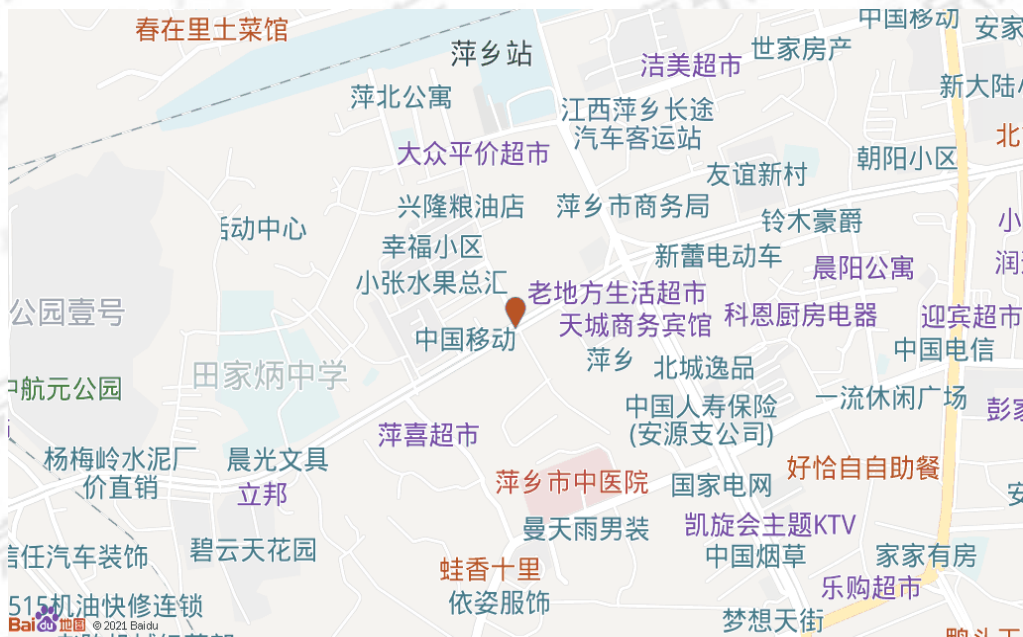 春在里土菜馆
中国移动
安家
萍乡站
世家房产
洁美超市
新大陆
萍北公寓
江西萍乡长途
汽车客运站
北
大众平价超市
朝阳小区
友谊新村
兴隆粮油店
萍乡市商务局
铃木豪爵
小
活动中心
幸福小区
新蕾电动车
晨阳公寓
润
小张水果总汇
老地方生活超市
公园壹号
天城商务宾馆
科恩厨房电器
迎宾超市
中国移动
中国电信
萍乡
北城逸品
田家炳中学
中航元公园
一流休闲广场
中国人寿保险
(安源支公司)
彭家
萍喜超市
杨梅岭水泥厂
价直销
晨光文具
好恰自自助餐
萍乡市中医院
国家电网
立邦
安
曼天雨男装
凯旋会主题KTV
信任汽车装饰
碧云天花园
中国烟草
家家有房
蛙香十里
乐购超市
515机油快修连锁
依姿服饰
梦想天街
Baidu地图 © 2021 Baidu